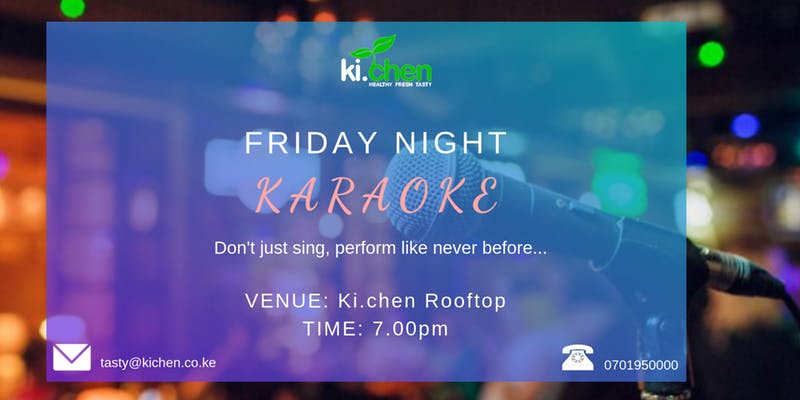 ki.chen
HEALTHY FRESH TASTY
FRIDAY NIGHT
KARAOKE
Don't just sing, perform like never before...
VENUE: Ki.chen Rooftop
TIME: 7.00pm
tasty@kichen.co.ke
0701950000